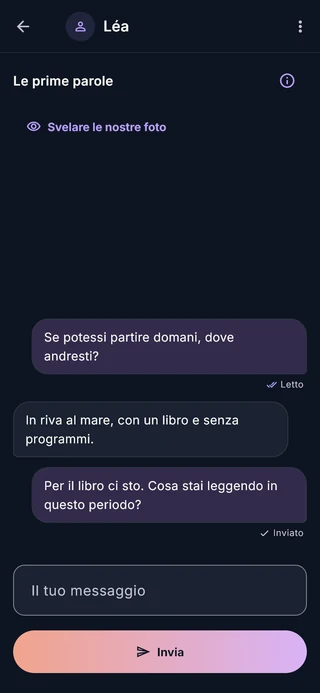 Léa
Le prime parole
Svelare le nostre foto
Se potessi partire domani, dove
andresti?
Letto
In riva al mare, con un libro e senza
programmi.
Per il libro ci sto. Cosa stai leggendo in
questo periodo?
Inviato
Il tuo messaggio
Invia